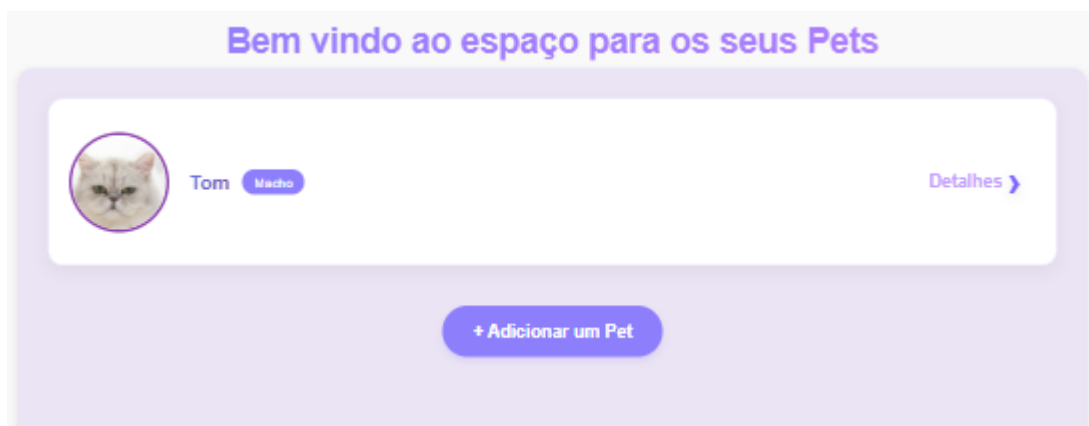 Bem vindo ao espaço para os seus Pets
Tom Macho Detalhes ❯
+ Adicionar um Pet